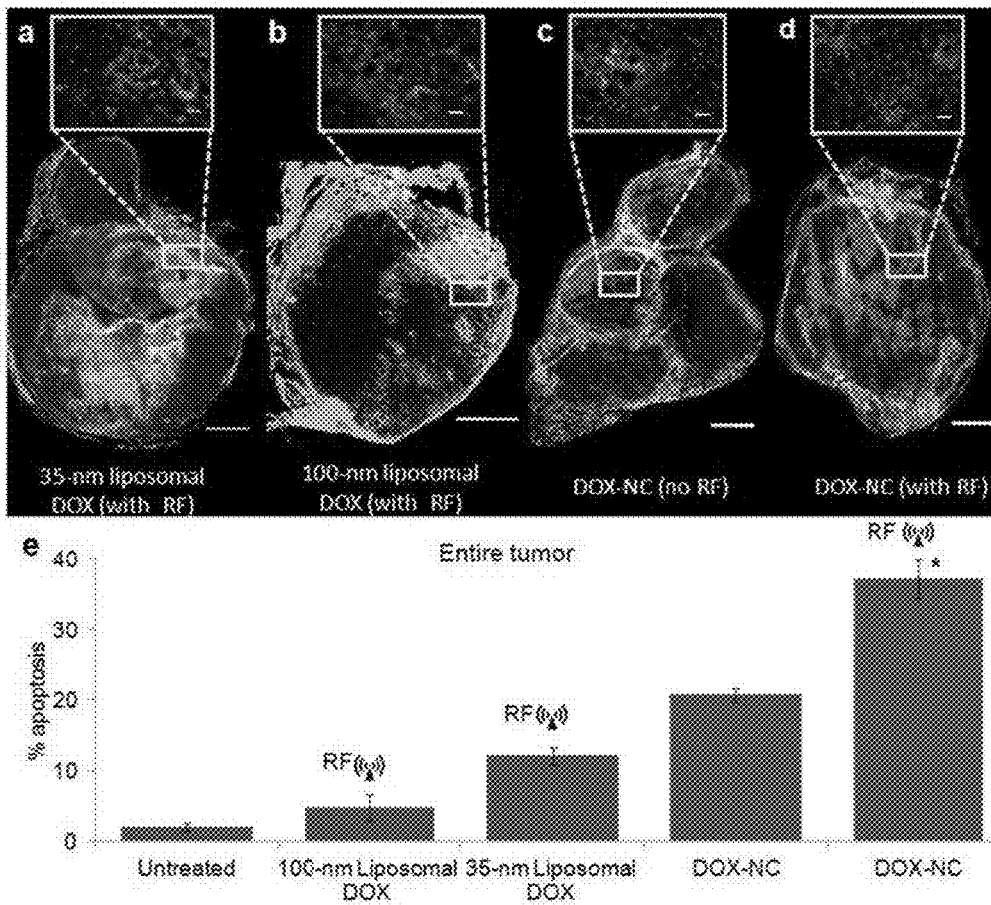 a
b
c
d
35-nm liposomal
DOX (with RF)
100-nm liposomal
DOX (with RF)
DOX-NC (no RF)
DOX-NC (with RF)
e
Entire tumor
% apoptosis
40
30
20
10
0
RF
RF
RF
*
Untreated
100-nm Liposomal
DOX
35-nm Liposomal
DOX
DOX-NC
DOX-NC